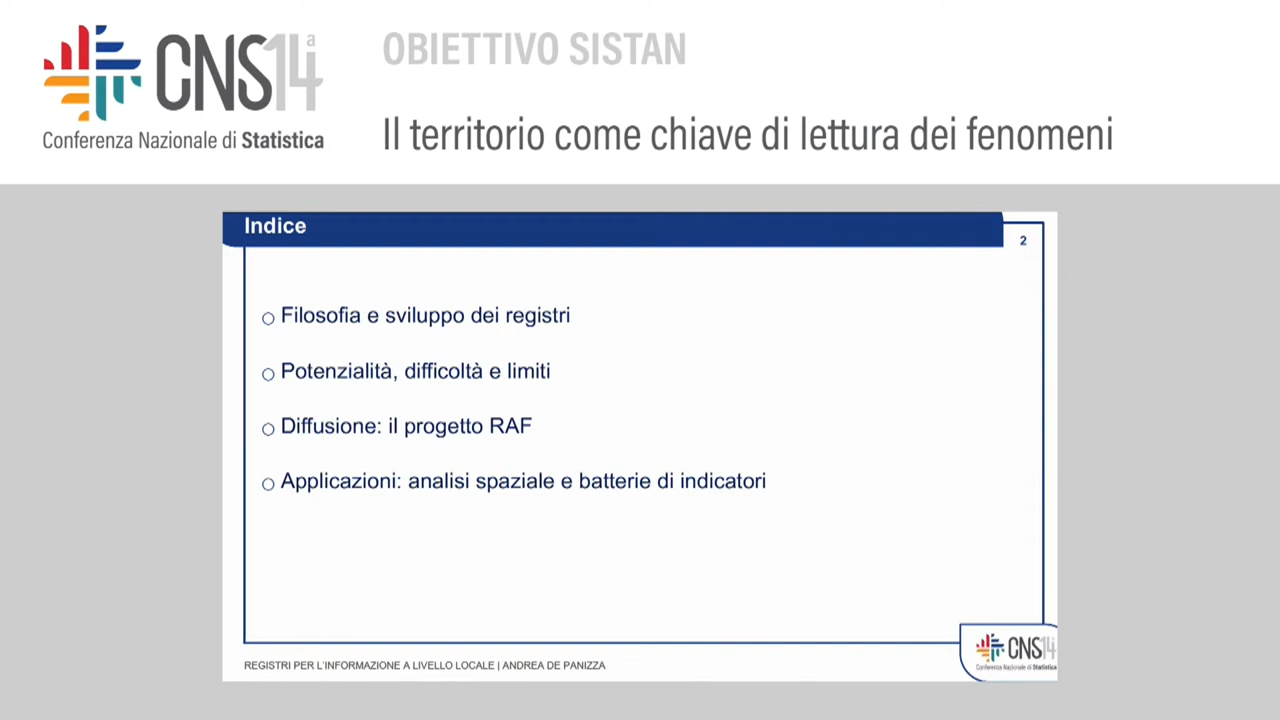 CNS14ª
Conferenza Nazionale di Statistica
OBIETTIVO SISTAN
Il territorio come chiave di lettura dei fenomeni
Indice
2
Filosofia e sviluppo dei registri
Potenzialità, difficoltà e limiti
Diffusione: il progetto RAF
Applicazioni: analisi spaziale e batterie di indicatori
REGISTRI PER L'INFORMAZIONE A LIVELLO LOCALE | ANDREA DE PANIZZA
CNS14
Conferenza Nazionale di Statistica